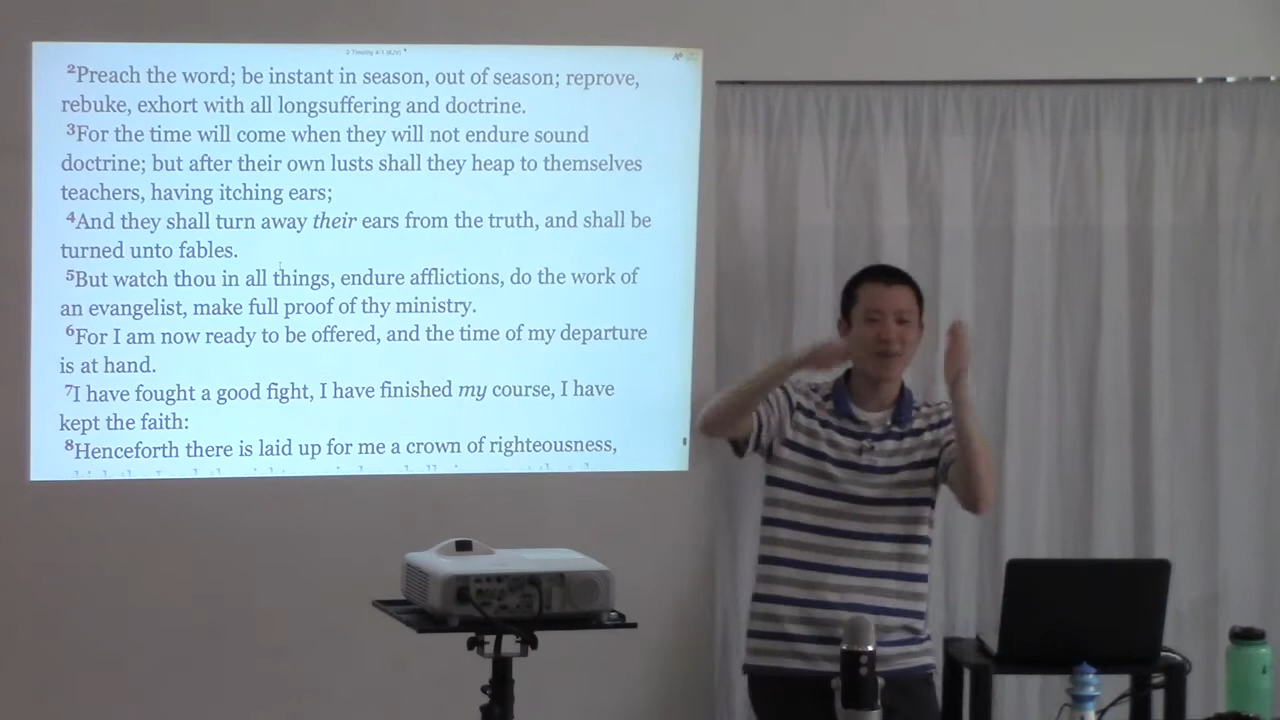 2 Timothy 4:1 (KJV)
²Preach the word; be instant in season, out of season; reprove,
rebuke, exhort with all longsuffering and doctrine.
³For the time will come when they will not endure sound
doctrine; but after their own lusts shall they heap to themselves
teachers, having itching ears;
⁴And they shall turn away their ears from the truth, and shall be
turned unto fables.
⁵But watch thou in all things, endure afflictions, do the work of
an evangelist, make full proof of thy ministry.
⁶For I am now ready to be offered, and the time of my departure
is at hand.
⁷I have fought a good fight, I have finished my course, I have
kept the faith:
⁸Henceforth there is laid up for me a crown of righteousness,